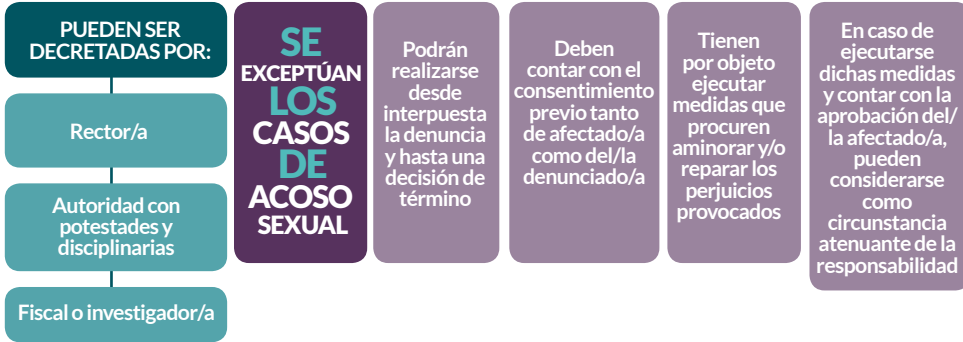 PUEDEN SER
DECRETADAS POR:
Rector/a
Autoridad con
potestades y
disciplinarias
Fiscal o investigador/a
SE
EXCEPTÚAN
LOS
CASOS
DE
ACOSO
SEXUAL
Podrán
realizarse
desde
interpuesta
la denuncia
y hasta una
decisión de
término
Deben
contar con el
consentimiento
previo tanto
de afectado/a
como del/la
denunciado/a
Tienen
por objeto
ejecutar
medidas que
procuren
aminorar y/o
reparar los
perjuicios
provocados
En caso de
ejecutarse
dichas medidas
y contar con la
aprobación del/
la afectado/a,
pueden
considerarse
como
circunstancia
atenuante de la
responsabilidad